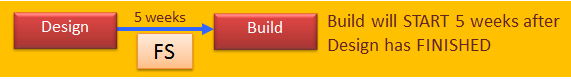 Design
5 weeks
FS
Build
Build will START 5 weeks after
Design has FINISHED